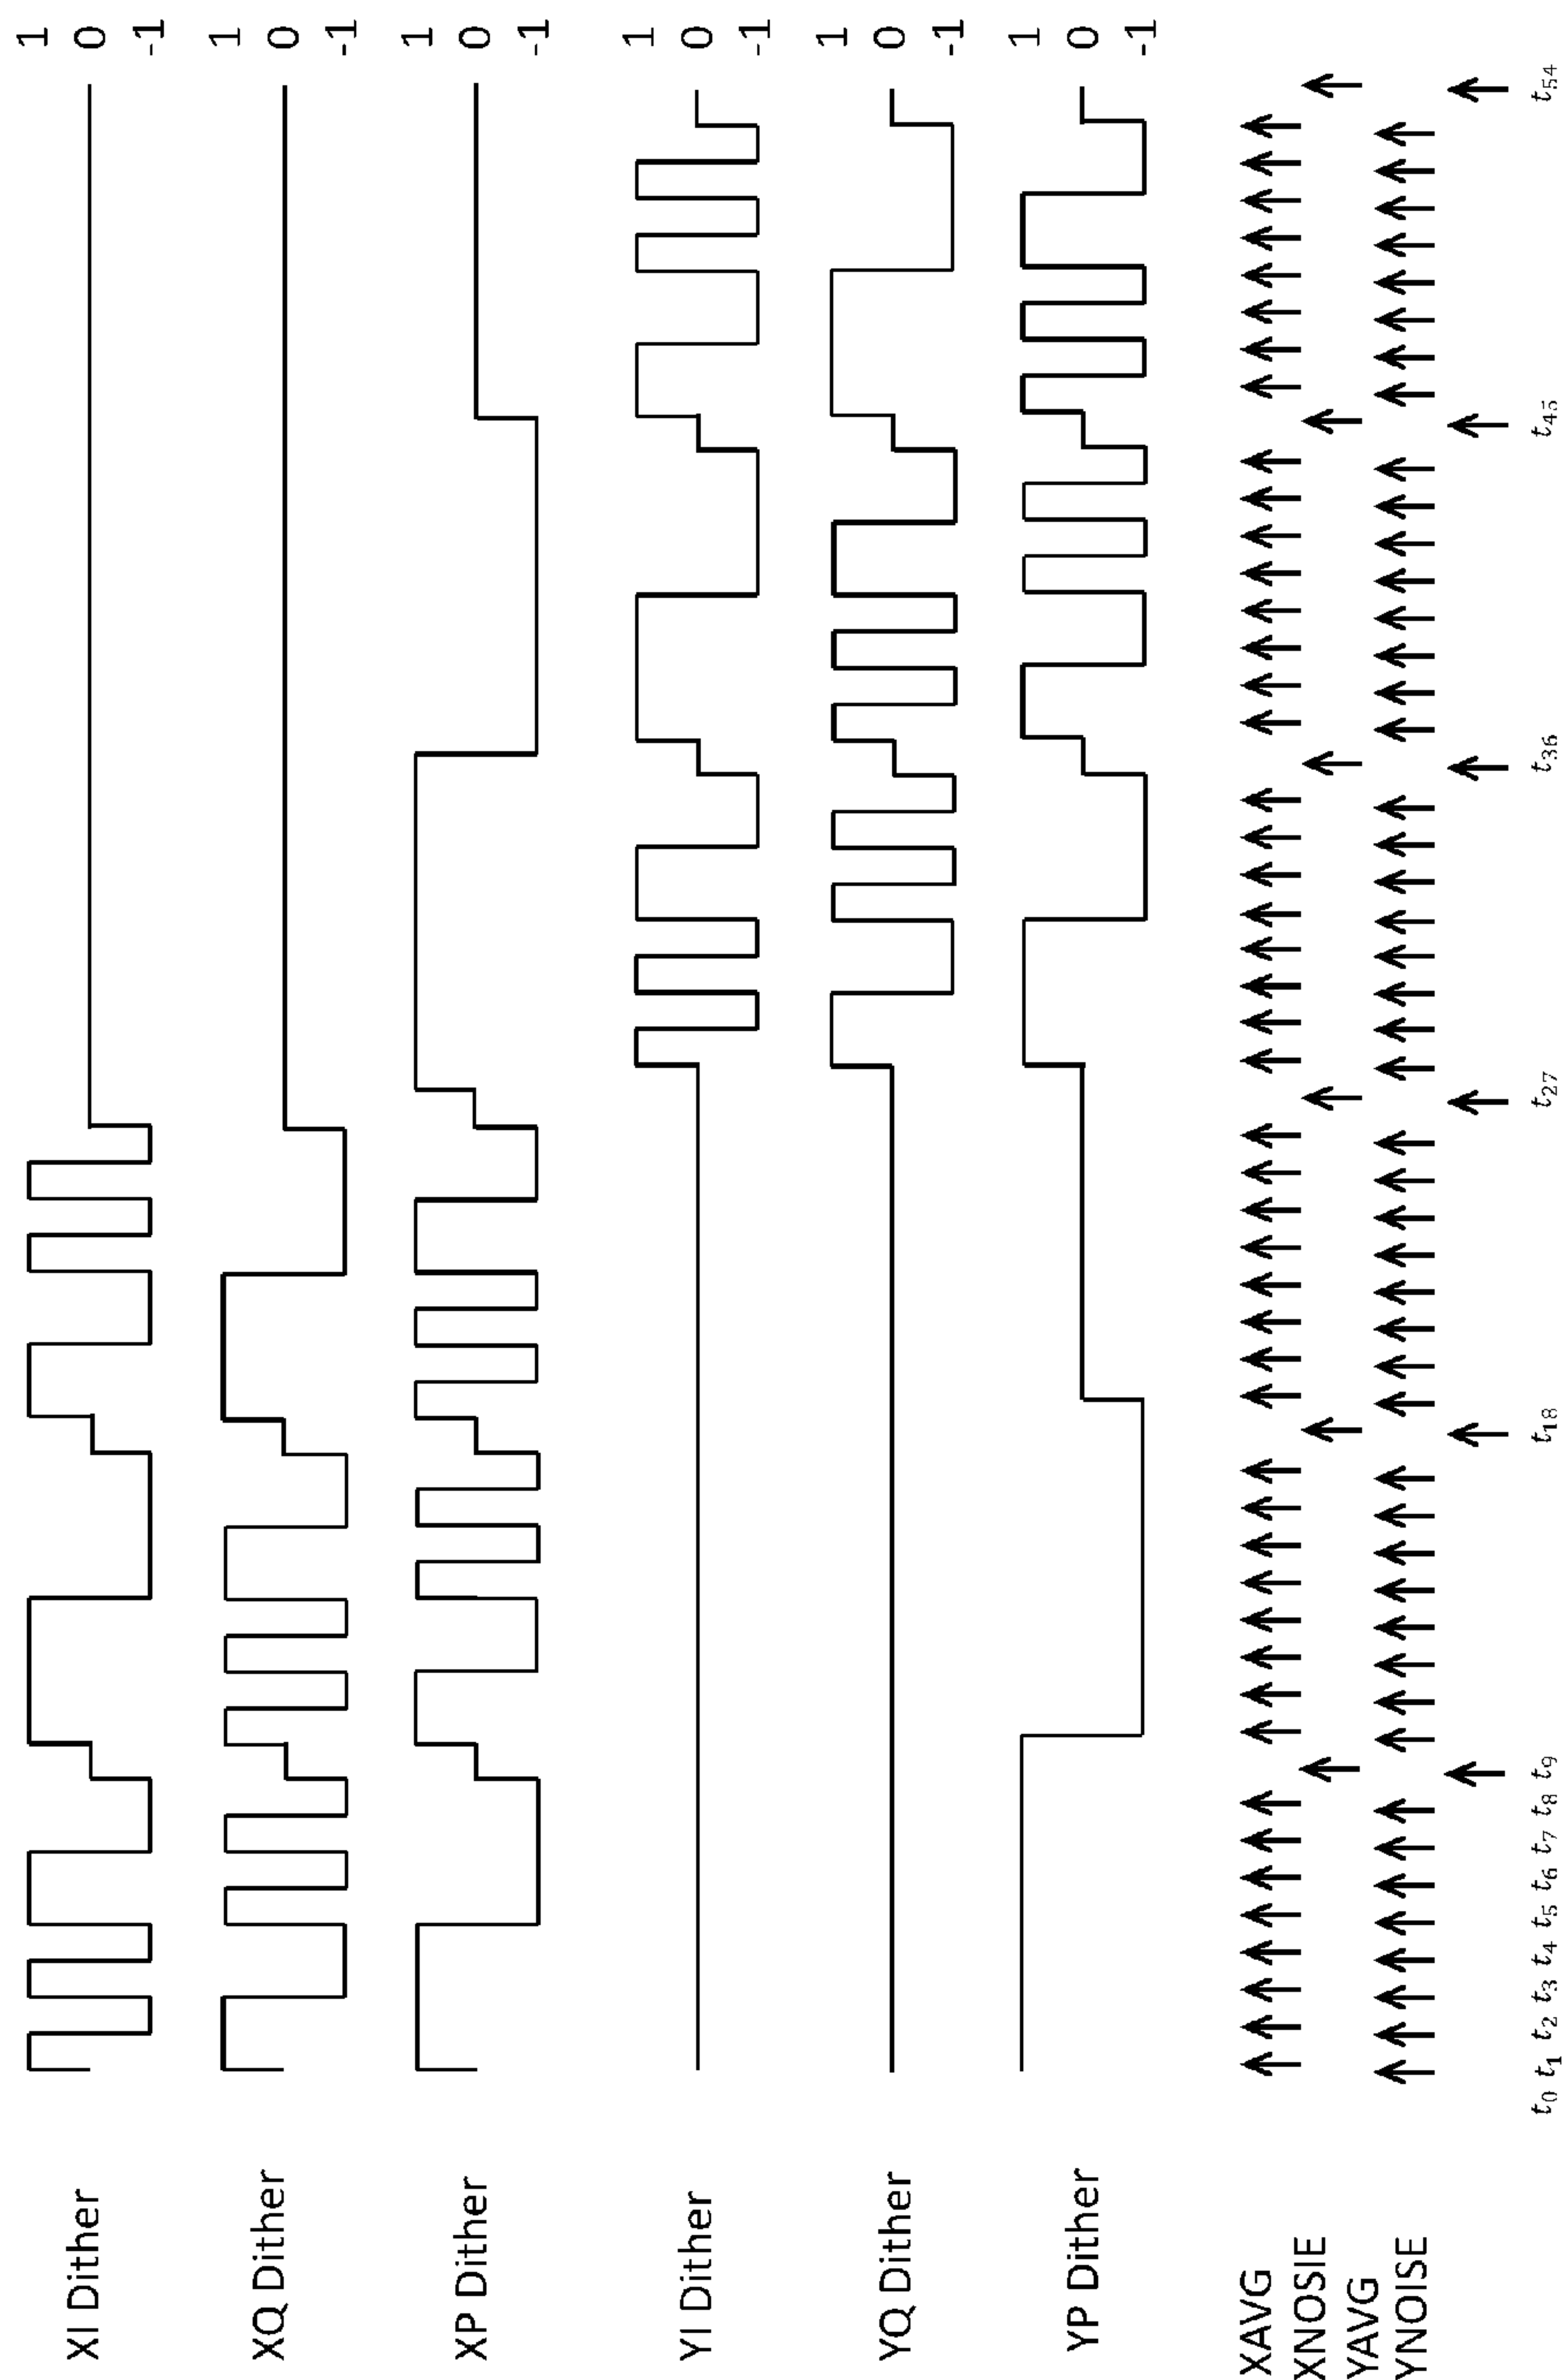 XI Dither
1
0
-1
XQ Dither
1
0
-1
XP Dither
1
0
-1
YI Dither
1
0
-1
YQ Dither
1
0
-1
YP Dither
1
0
-1
XAVG
XNOSIE
YAVG
YNOISE
t0 t1 t2 t3 t4 t5 t6 t7 t8 t9 t18 t27 t36 t45 t54